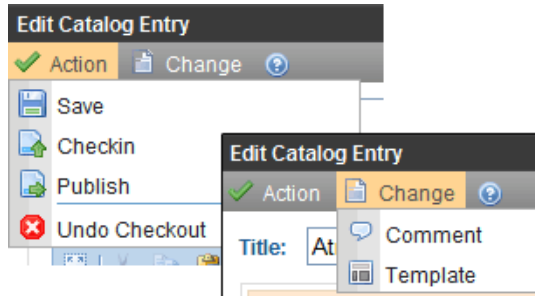 Edit Catalog Entry
Action Change
Save
Checkin
Publish
Undo Checkout
Edit Catalog Entry
Action Change
Comment
Template
Title: